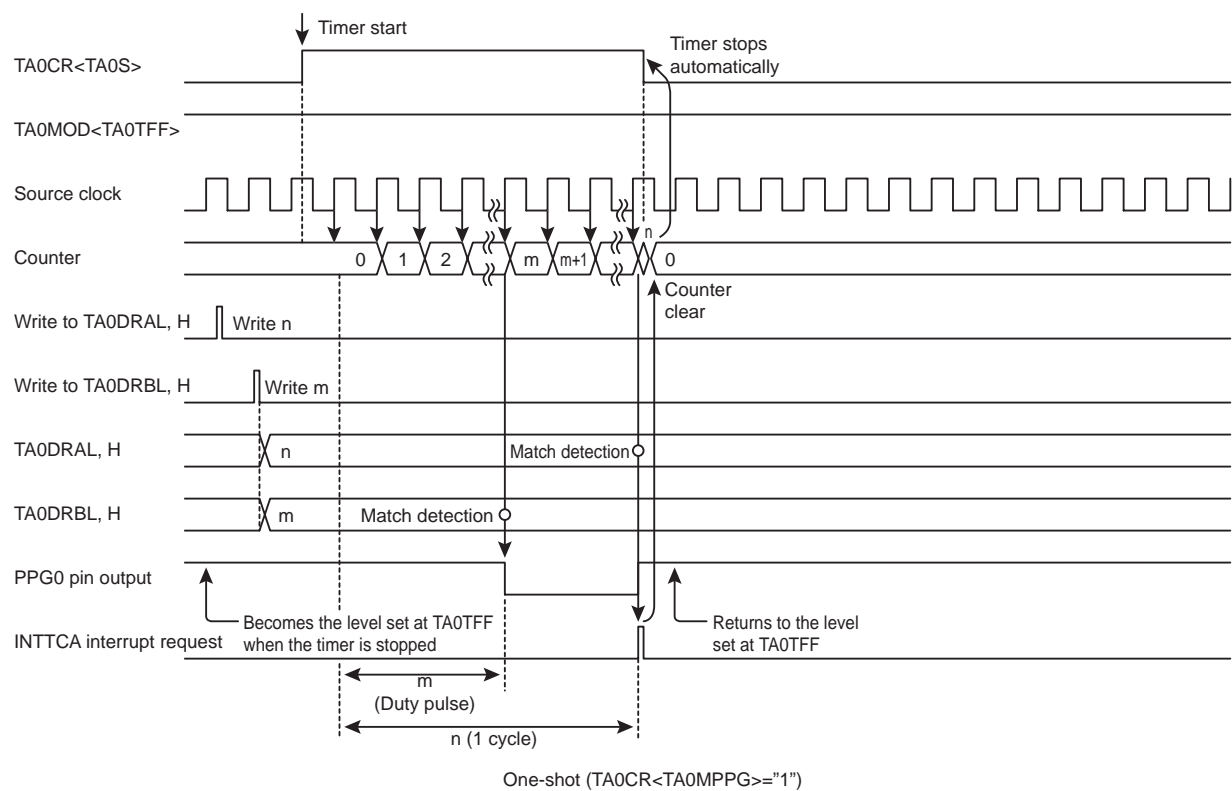 Timer start
TA0CR<TA0S>
Timer stops
automatically
TA0MOD<TA0TFF>
Source clock
Counter
0 1 2 m m+1 n 0
Counter
clear
Write to TA0DRAL, H
Write n
Write to TA0DRBL, H
Write m
TA0DRAL, H
n
Match detection
TA0DRBL, H
m
Match detection
PPG0 pin output
Becomes the level set at TA0TFF
when the timer is stopped
Returns to the level
set at TA0TFF
INTTCA interrupt request
m
(Duty pulse)
n (1 cycle)
One-shot (TA0CR<TA0MPPG>=”1”)